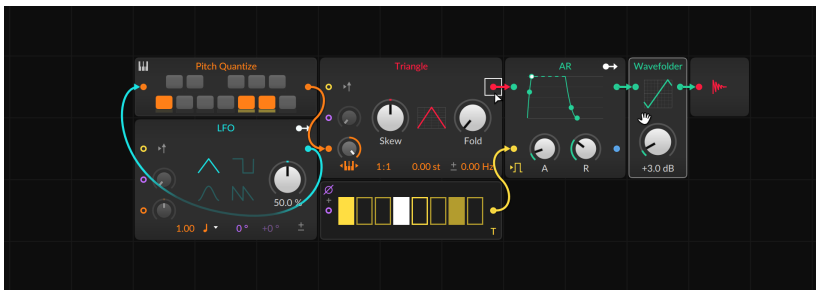 Pitch Quantize
Triangle
AR
Wavefolder
LFO
Skew
Fold
1:1
0.00 st
± 0.00 Hz
A
R
+3.0 dB
50.0 %
1.00
0 °
+0 °
±
T